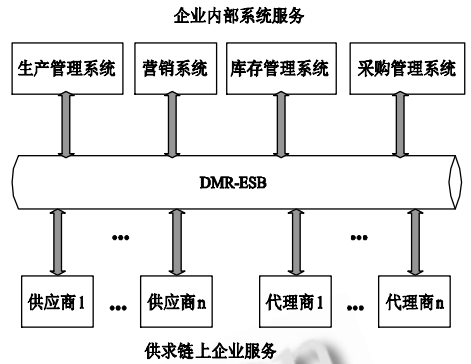 企业内部系统服务
生产管理系统 营销系统 库存管理系统 采购管理系统
DMR-ESB
... ...
供应商1 ... 供应商n 代理商1 ... 代理商n
供求链上企业服务